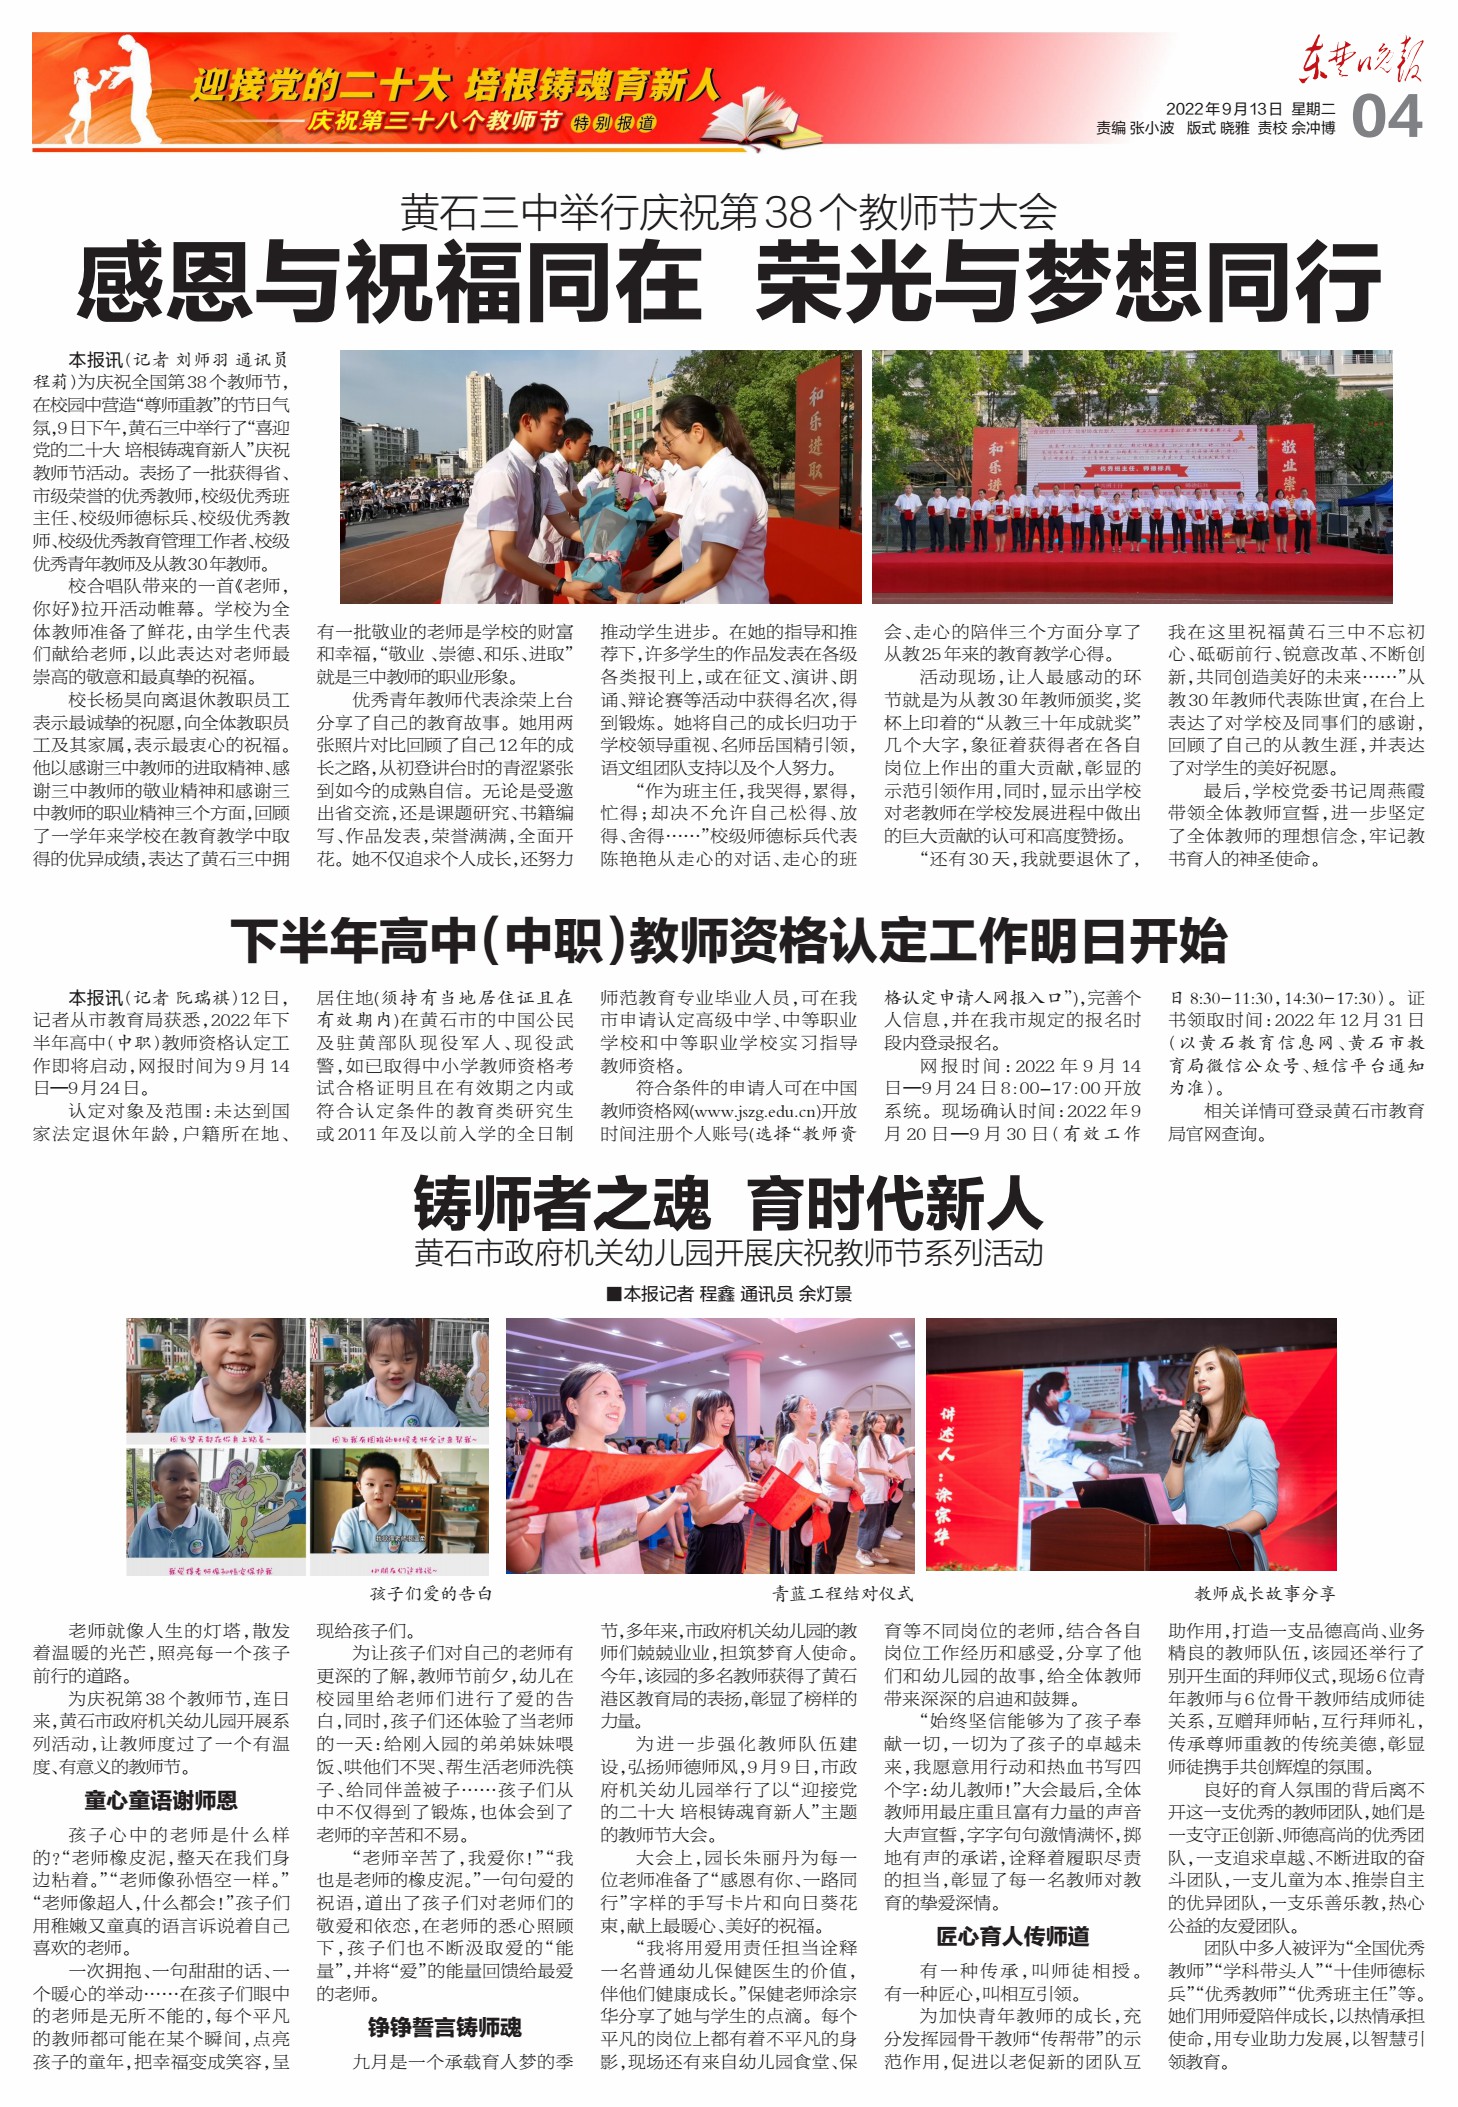 迎接党的二十大 培根铸魂育新人
庆祝第三十八个教师节 特别报道
东楚晚报
2022年9月13日 星期二
责编 张小波 版式 晓雅 责校 佘冲博
04
黄石三中举行庆祝第38个教师节大会
感恩与祝福同在 荣光与梦想同行
本报讯(记者 刘师羽 通讯员
程莉)为庆祝全国第38个教师节，
在校园中营造“尊师重教”的节日气
氛，9日下午，黄石三中举行了“喜迎
党的二十大 培根铸魂育新人”庆祝
教师节活动。表扬了一批获得省、
市级荣誉的优秀教师，校级优秀班
主任、校级师德标兵、校级优秀教
师、校级优秀教育管理工作者、校级
优秀青年教师及从教30年教师。
校合唱队带来的一首《老师，
你好》拉开活动帷幕。学校为全
体教师准备了鲜花，由学生代表
们献给老师，以此表达对老师最
崇高的敬意和最真挚的祝福。
校长杨昊向离退休教职员工
表示最诚挚的祝愿，向全体教职员
工及其家属，表示最衷心的祝福。
他以感谢三中教师的进取精神、感
谢三中教师的敬业精神和感谢三
中教师的职业精神三个方面，回顾
了一学年来学校在教育教学中取
得的优异成绩，表达了黄石三中拥
和乐进取
和乐进
优秀班主任、师德标兵
敬业崇
有一批敬业的老师是学校的财富
和幸福，“敬业 、崇德、和乐、进取”
就是三中教师的职业形象。
优秀青年教师代表涂荣上台
分享了自己的教育故事。她用两
张照片对比回顾了自己12年的成
长之路，从初登讲台时的青涩紧张
到如今的成熟自信。无论是受邀
出省交流，还是课题研究、书籍编
写、作品发表，荣誉满满，全面开
花。她不仅追求个人成长，还努力
推动学生进步。在她的指导和推
荐下，许多学生的作品发表在各级
各类报刊上，或在征文、演讲、朗
诵、辩论赛等活动中获得名次，得
到锻炼。她将自己的成长归功于
学校领导重视、名师岳国精引领，
语文组团队支持以及个人努力。
“作为班主任，我哭得，累得，
忙得；却决不允许自己松得、放
得、舍得……”校级师德标兵代表
陈艳艳从走心的对话、走心的班
会、走心的陪伴三个方面分享了
从教25年来的教育教学心得。
活动现场，让人最感动的环
节就是为从教30年教师颁奖，奖
杯上印着的“从教三十年成就奖”
几个大字，象征着获得者在各自
岗位上作出的重大贡献，彰显的
示范引领作用，同时，显示出学校
对老教师在学校发展进程中做出
的巨大贡献的认可和高度赞扬。
“还有30天，我就要退休了，
我在这里祝福黄石三中不忘初
心、砥砺前行、锐意改革、不断创
新，共同创造美好的未来……”从
教30年教师代表陈世寅，在台上
表达了对学校及同事们的感谢，
回顾了自己的从教生涯，并表达
了对学生的美好祝愿。
最后，学校党委书记周燕霞
带领全体教师宣誓，进一步坚定
了全体教师的理想信念，牢记教
书育人的神圣使命。
下半年高中(中职)教师资格认定工作明日开始
本报讯(记者 阮瑞祺)12日，
记者从市教育局获悉，2022年下
半年高中(中职)教师资格认定工
作即将启动，网报时间为9月14
日—9月24日。
认定对象及范围：未达到国
家法定退休年龄，户籍所在地、
居住地(须持有当地居住证且在
有效期内)在黄石市的中国公民
及驻黄部队现役军人、现役武
警，如已取得中小学教师资格考
试合格证明且在有效期之内或
符合认定条件的教育类研究生
或2011年及以前入学的全日制
师范教育专业毕业人员，可在我
市申请认定高级中学、中等职业
学校和中等职业学校实习指导
教师资格。
符合条件的申请人可在中国
教师资格网(www.jszg.edu.cn)开放
时间注册个人账号(选择“教师资
格认定申请人网报入口”)，完善个
人信息，并在我市规定的报名时
段内登录报名。
网报时间：2022年9月14
日—9月24日8:00-17:00开放
系统。现场确认时间：2022年9
月20日—9月30日(有效工作
日8:30-11:30，14:30-17:30)。证
书领取时间：2022年12月31日
(以黄石教育信息网、黄石市教
育局微信公众号、短信平台通知
为准)。
相关详情可登录黄石市教育
局官网查询。
铸师者之魂 育时代新人
黄石市政府机关幼儿园开展庆祝教师节系列活动
■本报记者 程鑫 通讯员 余灯景
因为整天都在你身上粘着~
因为我有困难的时候老师会过来帮我~
我觉得老师像孙悟空保护我
小朋友们这样说~
孩子们爱的告白
青蓝工程结对仪式
讲述人：涂宗华
教师成长故事分享
老师就像人生的灯塔，散发
着温暖的光芒，照亮每一个孩子
前行的道路。
为庆祝第38个教师节，连日
来，黄石市政府机关幼儿园开展系
列活动，让教师度过了一个有温
度、有意义的教师节。
童心童语谢师恩
孩子心中的老师是什么样
的？“老师橡皮泥，整天在我们身
边粘着。”“老师像孙悟空一样。”
“老师像超人，什么都会！”孩子们
用稚嫩又童真的语言诉说着自己
喜欢的老师。
一次拥抱、一句甜甜的话、一
个暖心的举动……在孩子们眼中
的老师是无所不能的，每个平凡
的教师都可能在某个瞬间，点亮
孩子的童年，把幸福变成笑容，呈
现给孩子们。
为让孩子们对自己的老师有
更深的了解，教师节前夕，幼儿在
校园里给老师们进行了爱的告
白，同时，孩子们还体验了当老师
的一天：给刚入园的弟弟妹妹喂
饭、哄他们不哭、帮生活老师洗筷
子、给同伴盖被子……孩子们从
中不仅得到了锻炼，也体会到了
老师的辛苦和不易。
“老师辛苦了，我爱你！”“我
也是老师的橡皮泥。”一句句爱的
祝语，道出了孩子们对老师们的
敬爱和依恋，在老师的悉心照顾
下，孩子们也不断汲取爱的“能
量”，并将“爱”的能量回馈给最爱
的老师。
铮铮誓言铸师魂
九月是一个承载育人梦的季
节，多年来，市政府机关幼儿园的教
师们兢兢业业，担筑梦育人使命。
今年，该园的多名教师获得了黄石
港区教育局的表扬，彰显了榜样的
力量。
为进一步强化教师队伍建
设，弘扬师德师风，9月9日，市政
府机关幼儿园举行了以“迎接党
的二十大 培根铸魂育新人”主题
的教师节大会。
大会上，园长朱丽丹为每一
位老师准备了“感恩有你、一路同
行”字样的手写卡片和向日葵花
束，献上最暖心、美好的祝福。
“我将用爱用责任担当诠释
一名普通幼儿保健医生的价值，
伴他们健康成长。”保健老师涂宗
华分享了她与学生的点滴。每个
平凡的岗位上都有着不平凡的身
影，现场还有来自幼儿园食堂、保
育等不同岗位的老师，结合各自
岗位工作经历和感受，分享了他
们和幼儿园的故事，给全体教师
带来深深的启迪和鼓舞。
“始终坚信能够为了孩子奉
献一切，一切为了孩子的卓越未
来，我愿意用行动和热血书写四
个字：幼儿教师！”大会最后，全体
教师用最庄重且富有力量的声音
大声宣誓，字字句句激情满怀，掷
地有声的承诺，诠释着履职尽责
的担当，彰显了每一名教师对教
育的挚爱深情。
匠心育人传师道
有一种传承，叫师徒相授。
有一种匠心，叫相互引领。
为加快青年教师的成长，充
分发挥园骨干教师“传帮带”的示
范作用，促进以老促新的团队互
助作用，打造一支品德高尚、业务
精良的教师队伍，该园还举行了
别开生面的拜师仪式，现场6位青
年教师与6位骨干教师结成师徒
关系，互赠拜师帖，互行拜师礼，
传承尊师重教的传统美德，彰显
师徒携手共创辉煌的氛围。
良好的育人氛围的背后离不
开这一支优秀的教师团队，她们是
一支守正创新、师德高尚的优秀团
队，一支追求卓越、不断进取的奋
斗团队，一支儿童为本、推崇自主
的优异团队，一支乐善乐教，热心
公益的友爱团队。
团队中多人被评为“全国优秀
教师”“学科带头人”“十佳师德标
兵”“优秀教师”“优秀班主任”等。
她们用师爱陪伴成长，以热情承担
使命，用专业助力发展，以智慧引
领教育。